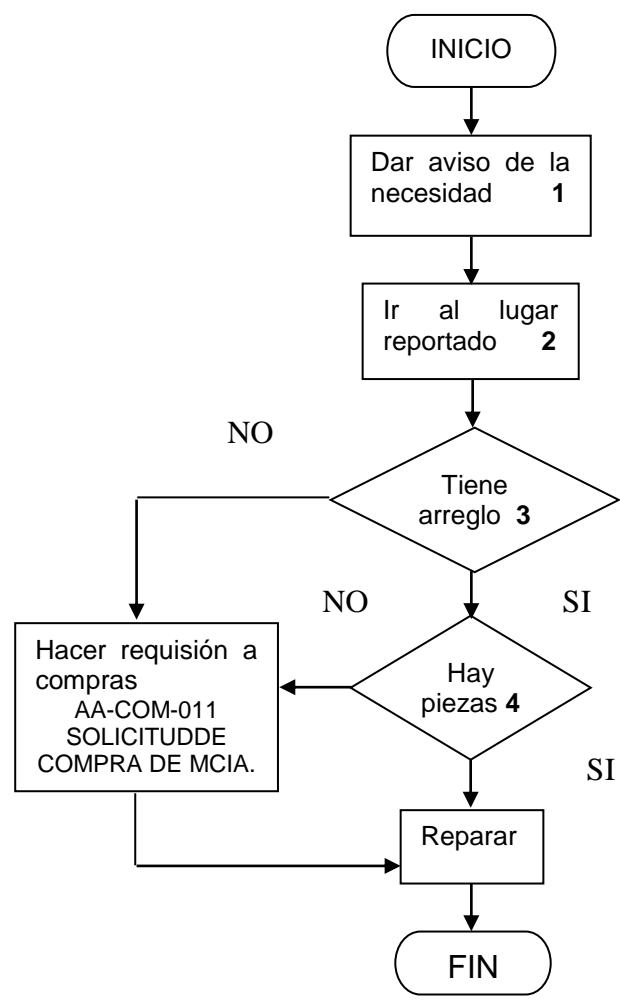 INICIO
Dar aviso de la
necesidad 1
Ir al lugar
reportado 2
NO
Tiene
arreglo 3
NO
SI
Hacer requisión a
compras
AA-COM-011
SOLICITUDDE
COMPRA DE MCIA.
Hay
piezas 4
SI
Reparar
FIN